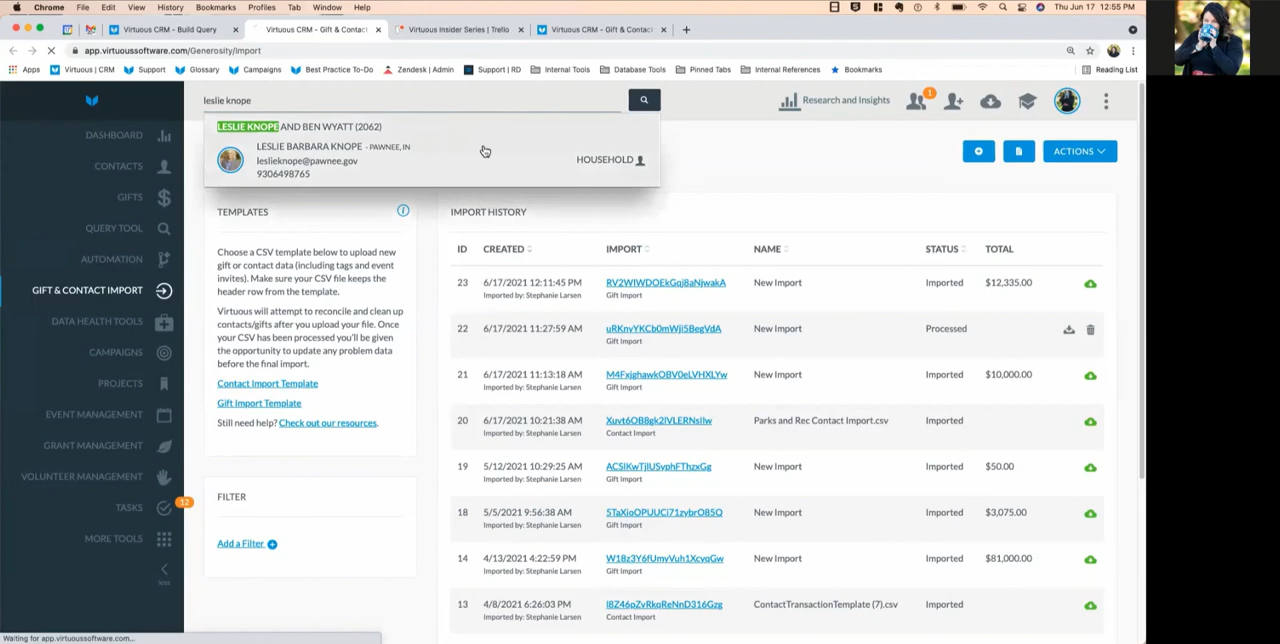 Chrome File Edit View History Bookmarks Profiles Tab Window Help Thu Jun 17 12:55 PM
Virtuous CRM - Build Query Virtuous CRM - Gift & Contac Virtuous Insider Series | Trello Virtuous CRM - Gift & Contac
app.virtuoussoftware.com/Generosity/Import
Apps Virtuous | CRM Support Glossary Campaigns Best Practice To-Do Zendesk | Admin Support | RD Internal Tools Database Tools Pinned Tabs Internal References Bookmarks Reading List
leslie knope
Research and Insights
1
LESLIE KNOPE AND BEN WYATT (2062)
LESLIE BARBARA KNOPE - PAWNEE, IN
leslieknope@pawnee.gov
9306498765
HOUSEHOLD
ACTIONS
DASHBOARD
CONTACTS
GIFTS
QUERY TOOL
AUTOMATION
GIFT & CONTACT IMPORT
DATA HEALTH TOOLS
CAMPAIGNS
PROJECTS
EVENT MANAGEMENT
GRANT MANAGEMENT
VOLUNTEER MANAGEMENT
TASKS 12
MORE TOOLS
less
TEMPLATES
Choose a CSV template below to upload new
gift or contact data (including tags and event
invites). Make sure your CSV file keeps the
header row from the template.
Virtuous will attempt to reconcile and clean up
contacts/gifts after you upload your file. Once
your CSV has been processed you'll be given
the opportunity to update any problem data
before the final import.
Contact Import Template
Gift Import Template
Still need help? Check out our resources.
FILTER
Add a Filter
IMPORT HISTORY
ID CREATED IMPORT NAME STATUS TOTAL
23 6/17/2021 12:11:45 PM RV2WIWDOEkGqj8aNjwakA New Import Imported $12,335.00
Imported by: Stephanie Larsen Gift Import
22 6/17/2021 11:27:59 AM uRKnyYKCb0mWji5BegVdA New Import Processed
Imported by: Stephanie Larsen Gift Import
21 6/17/2021 11:13:18 AM M4FxjghawkOBV0eLVHXLYw New Import Imported $10,000.00
Imported by: Stephanie Larsen Gift Import
20 6/17/2021 10:21:38 AM Xuvt6OB8gk2IVLERNsIlw Parks and Rec Contact Import.csv Imported
Imported by: Stephanie Larsen Contact Import
19 5/12/2021 10:29:25 AM ACSlKwTjlUSyphFThzxGg New Import Imported $50.00
Imported by: Stephanie Larsen Gift Import
18 5/5/2021 9:56:38 AM 5TaXioOPUUCi71zybrO85Q New Import Imported $3,075.00
Imported by: Stephanie Larsen Gift Import
14 4/13/2021 4:22:59 PM W18z3Y6fUmyVuh1XcyqGw New Import Imported $81,000.00
Imported by: Stephanie Larsen Gift Import
13 4/8/2021 6:26:03 PM I8Z46pZvRkqReNnD316Gzg ContactTransactionTemplate (7).csv Imported
Imported by: Stephanie Larsen Contact Import
Waiting for app.virtuoussoftware.com...